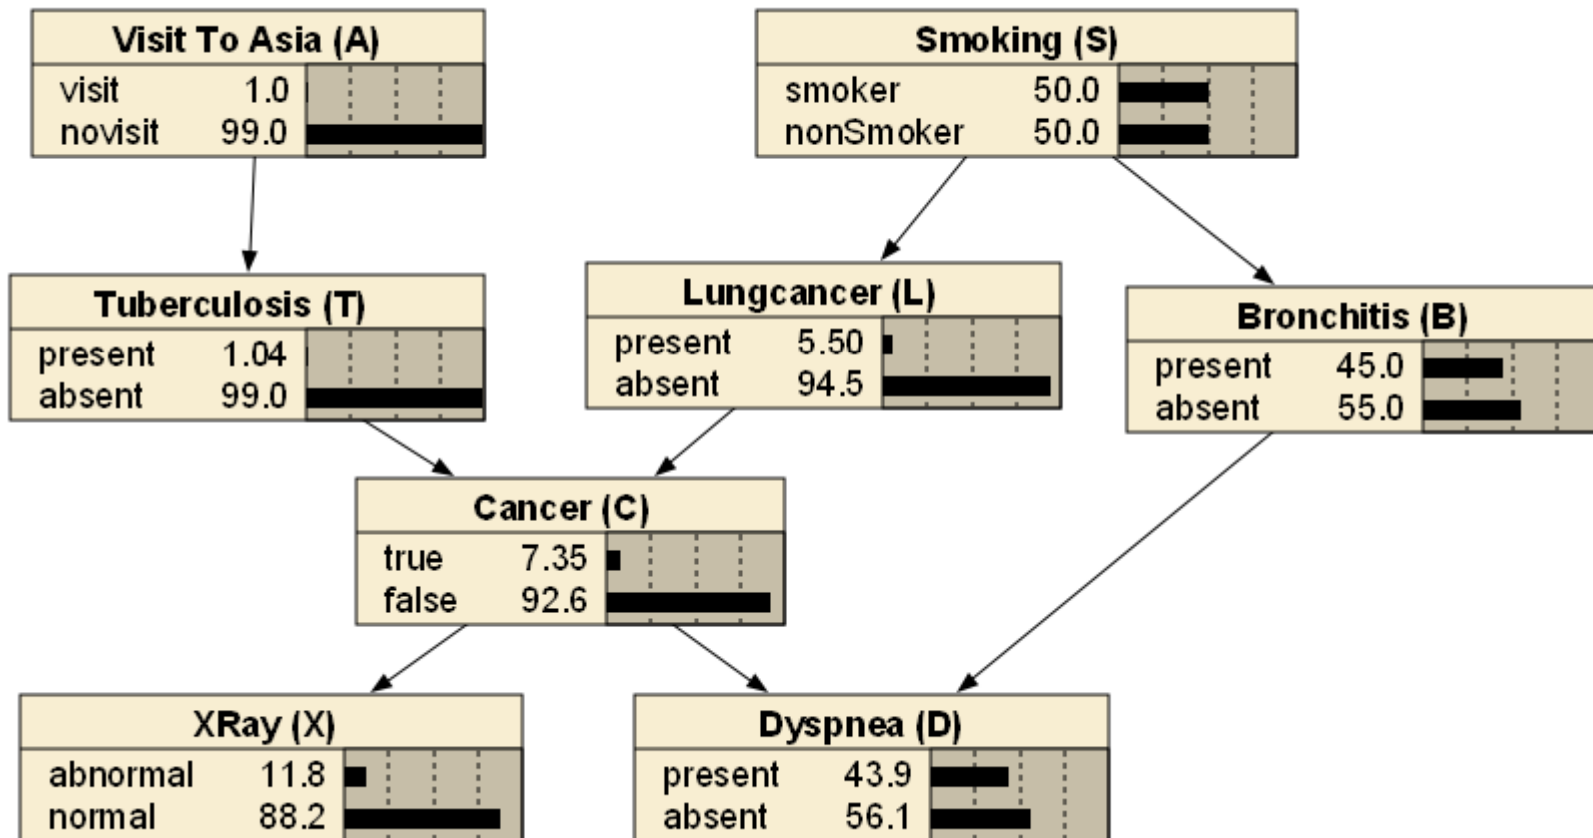 Visit To Asia (A)
visit 1.0
novisit 99.0
Smoking (S)
smoker 50.0
nonSmoker 50.0
Tuberculosis (T)
present 1.04
absent 99.0
Lungcancer (L)
present 5.50
absent 94.5
Bronchitis (B)
present 45.0
absent 55.0
Cancer (C)
true 7.35
false 92.6
XRay (X)
abnormal 11.8
normal 88.2
Dyspnea (D)
present 43.9
absent 56.1